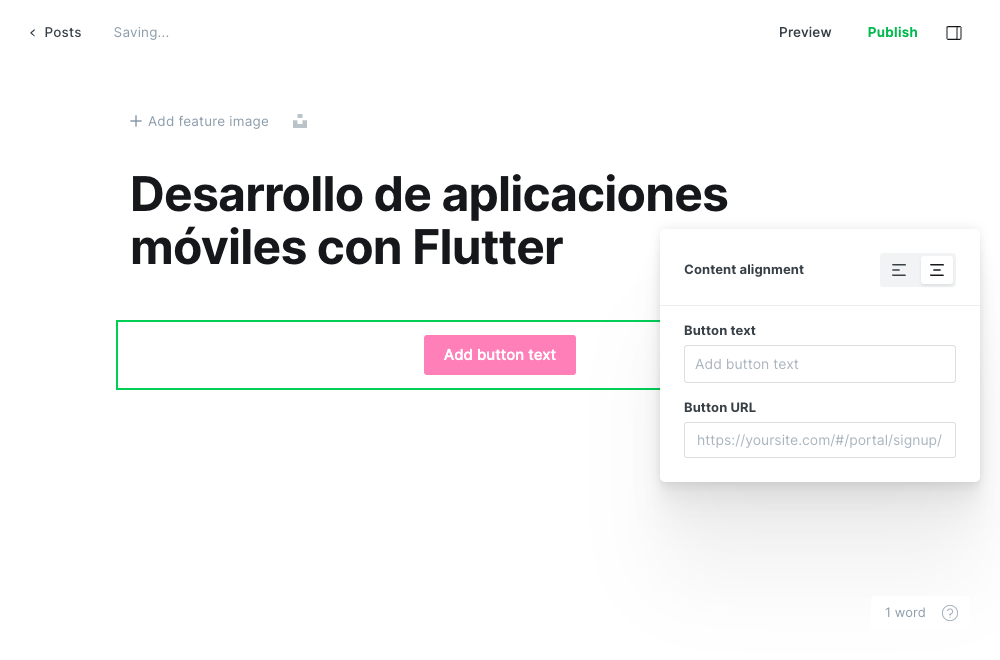 Posts
Saving...
Preview
Publish
Add feature image
Desarrollo de aplicaciones
móviles con Flutter
Add button text
Content alignment
Button text
Add button text
Button URL
https://yoursite.com/#/portal/signup/
1 word